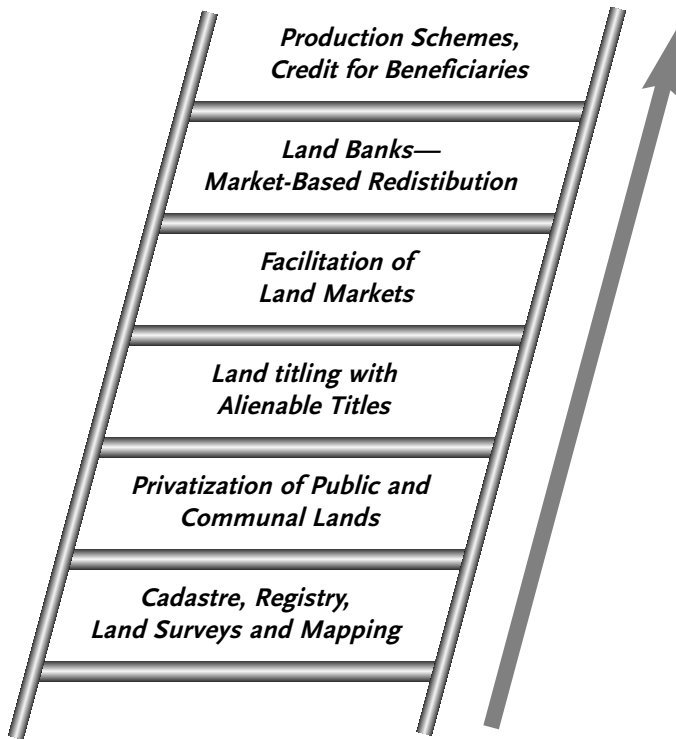 Production Schemes,
Credit for Beneficiaries
Land Banks—
Market-Based Redistibution
Facilitation of
Land Markets
Land titling with
Alienable Titles
Privatization of Public and
Communal Lands
Cadastre, Registry,
Land Surveys and Mapping